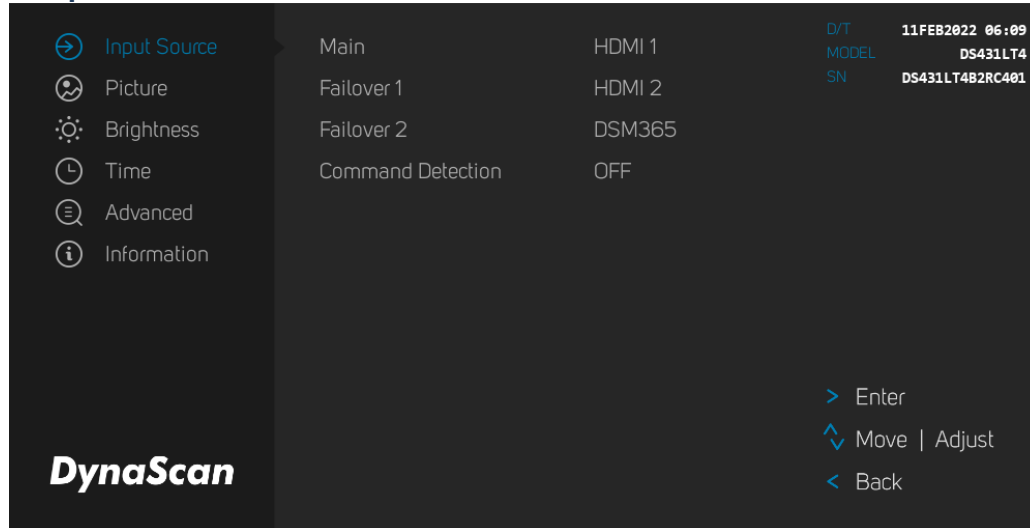 Input Source
Picture
Brightness
Time
Advanced
Information
DynaScan
Main HDMI 1
Failover 1 HDMI 2
Failover 2 DSM365
Command Detection OFF
D/T 11FEB2022 06:09
MODEL DS431LT4
SN DS431LT4B2RC401
> Enter
Move | Adjust
< Back